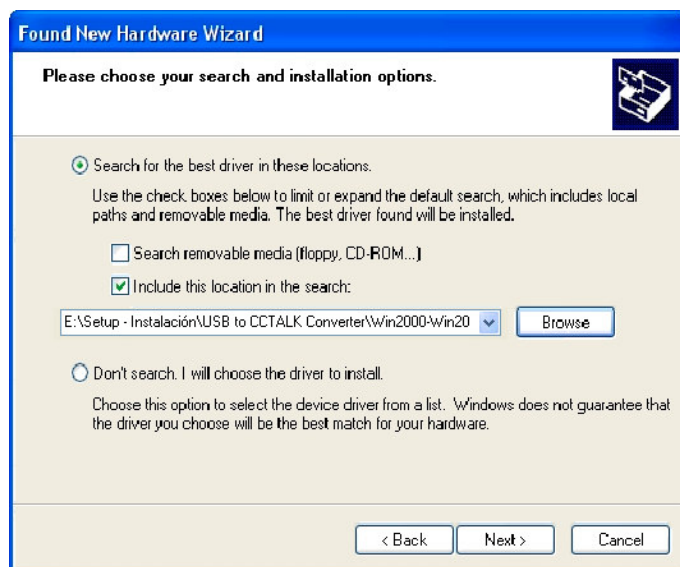 Found New Hardware Wizard
Please choose your search and installation options.
Search for the best driver in these locations.
Use the check boxes below to limit or expand the default search, which includes local
paths and removable media. The best driver found will be installed.
Search removable media (floppy, CD-ROM...)
Include this location in the search:
E:\Setup - Instalación\USB to CCTALK Converter\Win2000-Win20
Browse
Don't search. I will choose the driver to install.
Choose this option to select the device driver from a list. Windows does not guarantee that
the driver you choose will be the best match for your hardware.
< Back
Next >
Cancel